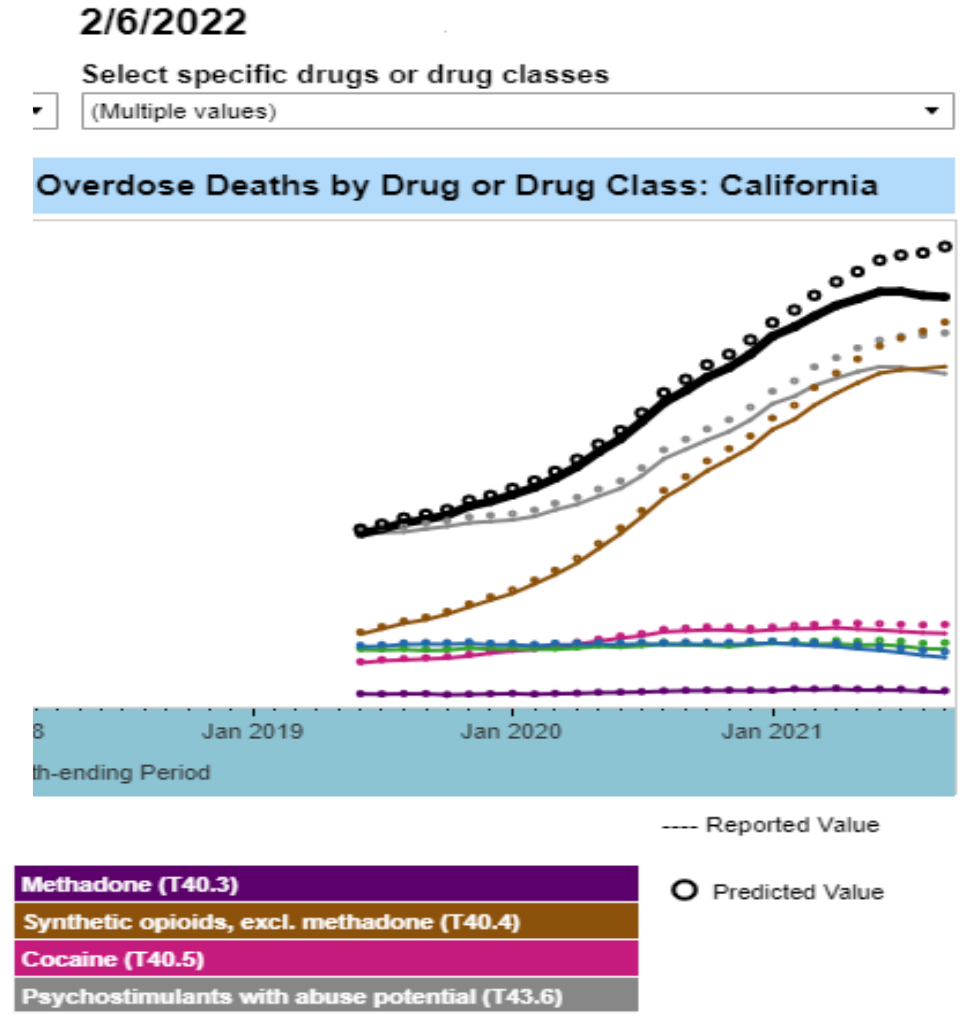 2/6/2022
Select specific drugs or drug classes
(Multiple values)
Overdose Deaths by Drug or Drug Class: California
8 Jan 2019 Jan 2020 Jan 2021
th-ending Period
---- Reported Value
Methadone (T40.3)
Predicted Value
Synthetic opioids, excl. methadone (T40.4)
Cocaine (T40.5)
Psychostimulants with abuse potential (T43.6)